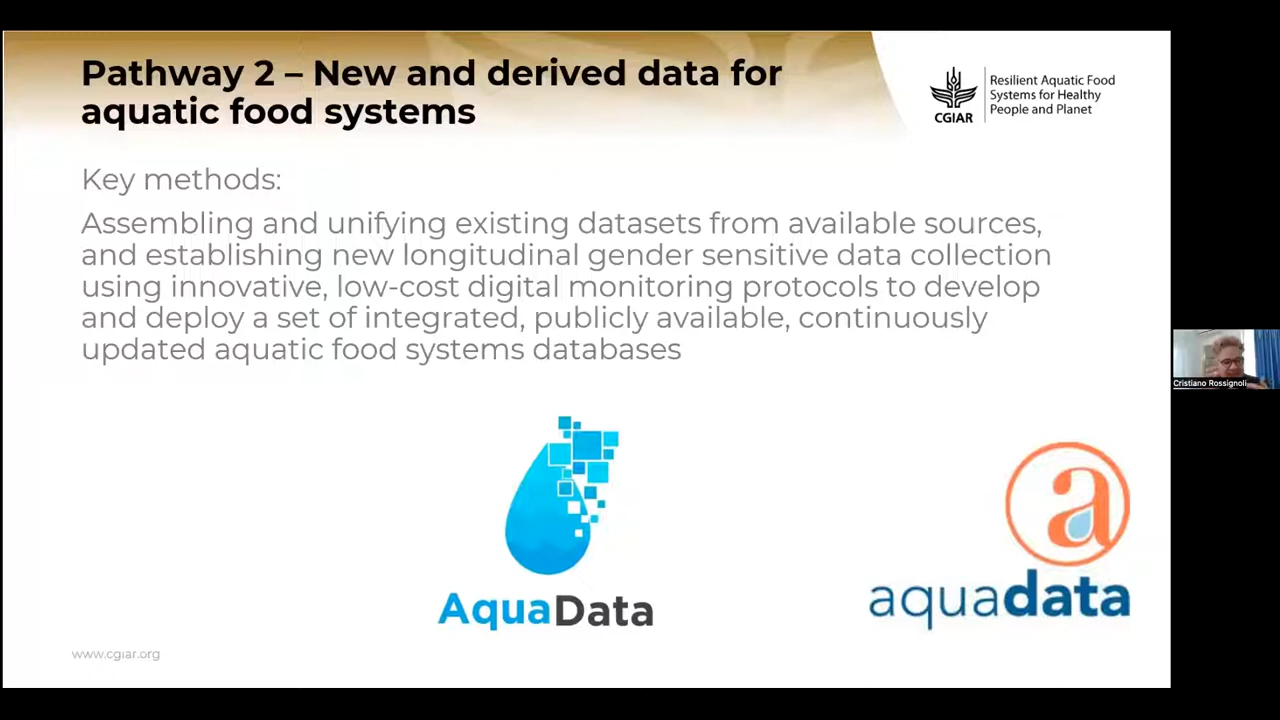 Pathway 2 – New and derived data for
aquatic food systems
CGIAR
Resilient Aquatic Food
Systems for Healthy
People and Planet
Key methods:
Assembling and unifying existing datasets from available sources,
and establishing new longitudinal gender sensitive data collection
using innovative, low-cost digital monitoring protocols to develop
and deploy a set of integrated, publicly available, continuously
updated aquatic food systems databases
Cristiano Rossignoli
AquaData
a
aquadata
www.cgiar.org